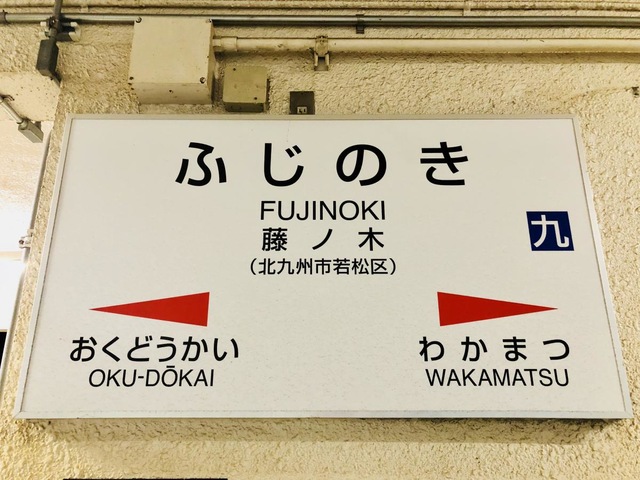 ふじのき
FUJINOKI
藤ノ木
（北九州市若松区）
九
おくどうかい
OKU-DŌKAI
わかまつ
WAKAMATSU